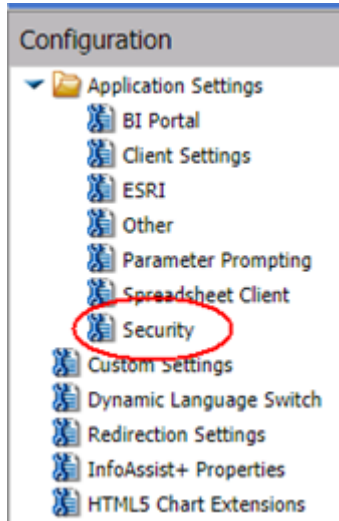 Configuration
Application Settings
BI Portal
Client Settings
ESRI
Other
Parameter Prompting
Spreadsheet Client
Security
Custom Settings
Dynamic Language Switch
Redirection Settings
InfoAssist+ Properties
HTML5 Chart Extensions